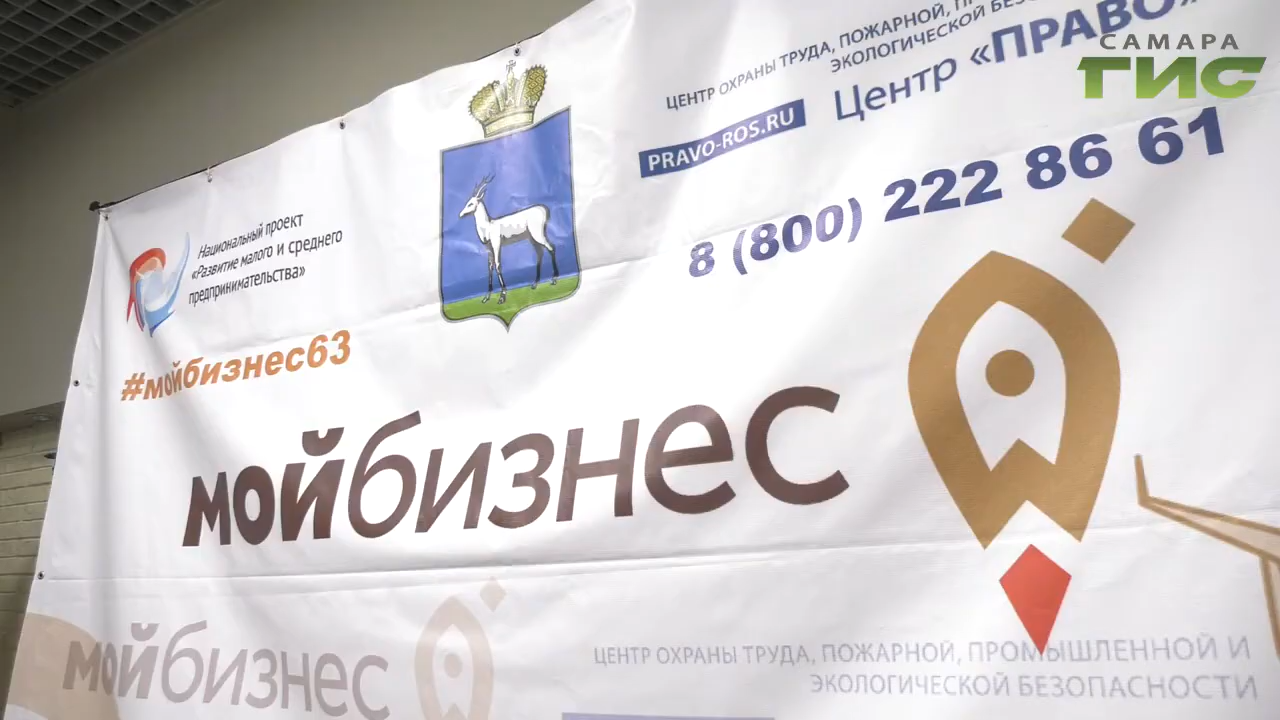 ЦЕНТР ОХРАНЫ ТРУДА, ПОЖАРНОЙ,
ЭКОЛОГИЧЕСКОЙ
Центр «ПРАВО»
САМАРА
ГИС
PRAVO-ROS.RU
8 (800) 222 86 61
Национальный проект
«Развитие малого и среднего
предпринимательства»
#мойбизнес63
мойбизнес
мойбизнес
ЦЕНТР ОХРАНЫ ТРУДА, ПОЖАРНОЙ, ПРОМЫШЛЕННОЙ И
ЭКОЛОГИЧЕСКОЙ БЕЗОПАСНОСТИ